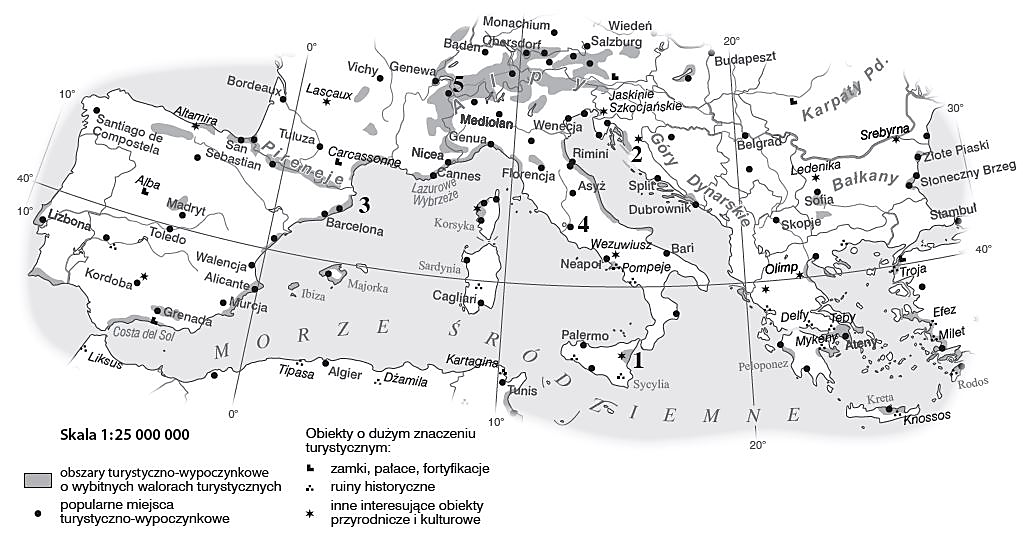 Monachium
Wiedeń
Baden
Obersdorf
Salzburg
20°
0°
Budapeszt
Vichy
Genewa
5
Alpy
Bordeaux
Lascaux
Jaskinie
Szkocjańskie
Karpaty Pd.
10°
30°
Altamira
Mediolan
Wenecja
Srebyrna
Santiago de
Compostela
San
Sebastian
Tuluza
Carcassonne
Genua
Belgrad
Pireneje
Nicea
Rimini
2
Góry
Dynarskie
Złote Piaski
Cannes
Florencja
Ledenika
Słoneczny Brzeg
40°
Alba
Lazurowe
Wybrzeże
Asyż
Split
Bałkany
Sofia
10°
Madryt
3
Korsyka
4
Dubrownik
Skopje
Stambuł
Lizbona
Barcelona
Toledo
Wezuwiusz
Bari
40°
Walencja
Sardynia
Neapol
Pompeje
Olimp
Troja
Kordoba
Alicante
Ibiza
Majorka
Cagliari
Murcja
Grenada
Delfy
Teby
Efez
Costa del Sol
Palermo
Mykeny
Ateny
Milet
MORZE ŚRÓDZIEMNE
Liksus
Kartagina
1
Peloponez
Tipasa
Algier
Dżamila
Sycylia
Rodos
Tunis
Kreta
0°
10°
Knossos
20°
Skala 1:25 000 000
obszary turystyczno-wypoczynkowe
o wybitnych walorach turystycznych
popularne miejsca
turystyczno-wypoczynkowe
Obiekty o dużym znaczeniu
turystycznym:
zamki, pałace, fortyfikacje
ruiny historyczne
inne interesujące obiekty
przyrodnicze i kulturowe